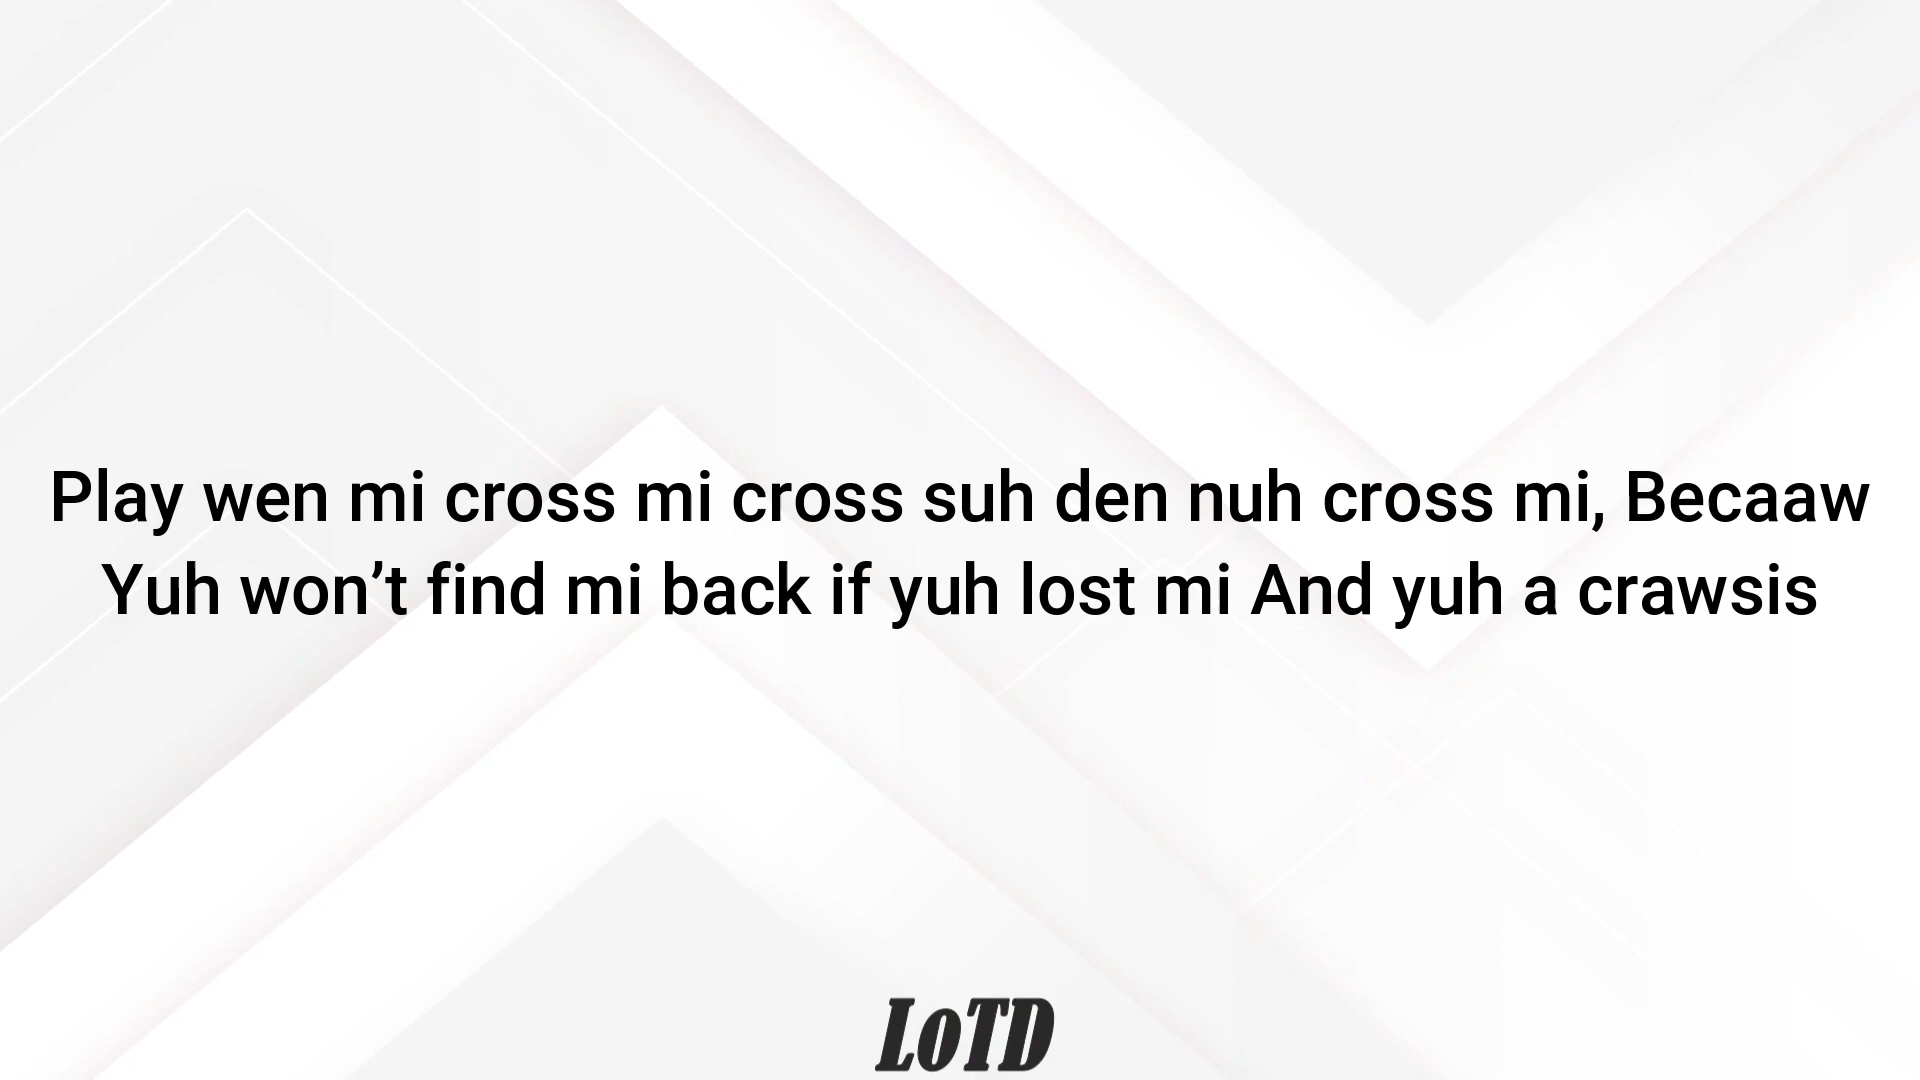 Play wen mi cross mi cross suh den nuh cross mi, Becaaw
Yuh won’t find mi back if yuh lost mi And yuh a crawsis
LoTD